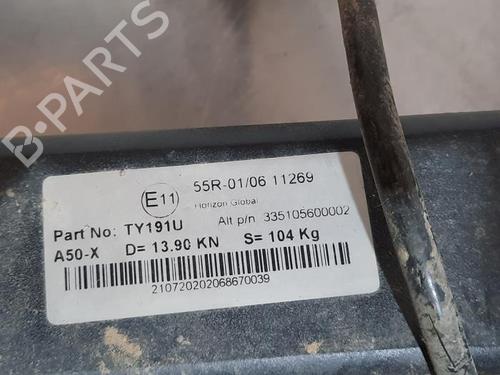 B-PARTS
E11
55R-01/06 11269
Horizon Global
Part No: TY191U
Alt p/n 335105600002
A50-X D= 13.90 KN S= 104 Kg
210720202068670039